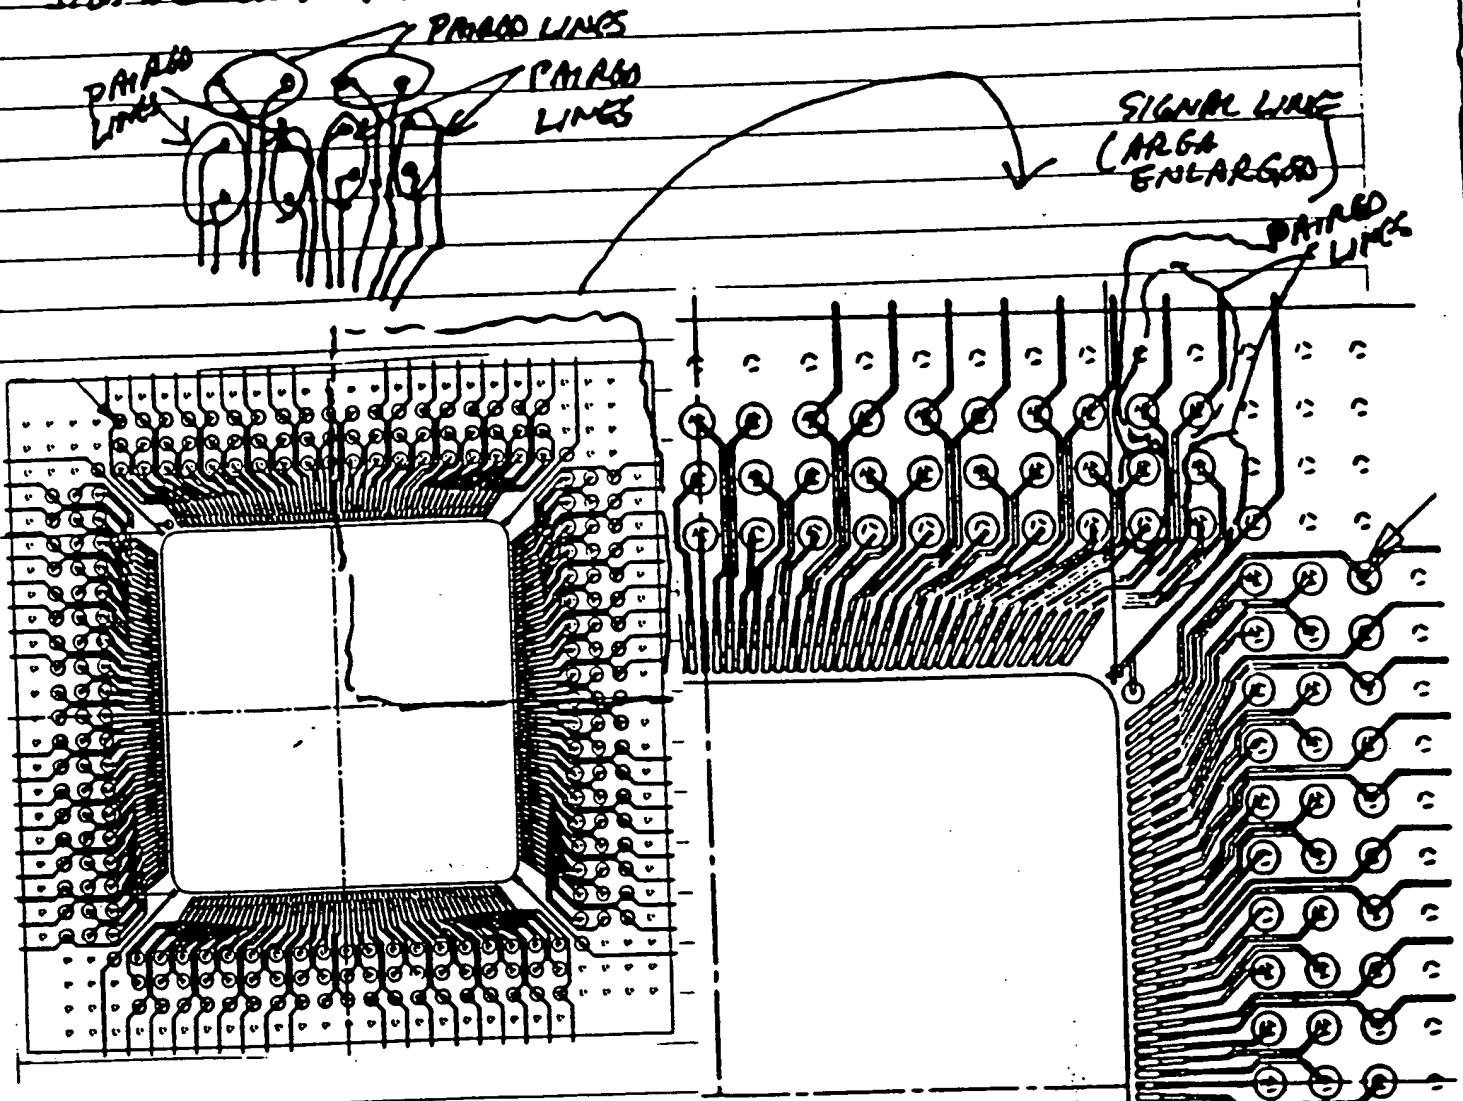 PAIRED LINES
PAIRED
LINES
PAIRED
LINES
SIGNAL LINE
(AREA
ENLARGED)
PAIRED
LINES